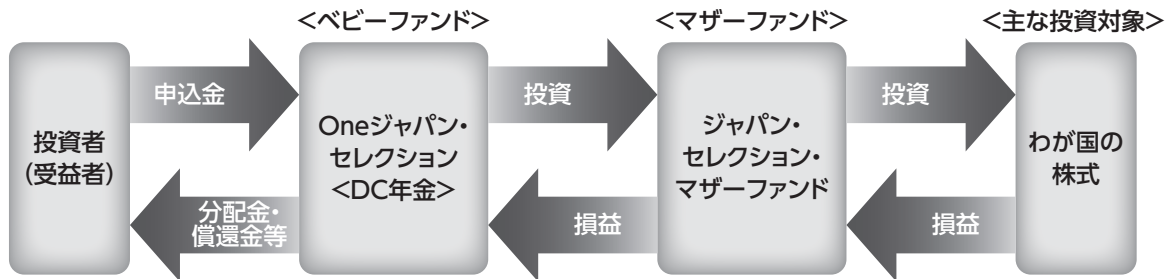 <ベビーファンド>
<マザーファンド>
<主な投資対象>
投資者
(受益者)
申込金
分配金・
償還金等
Oneジャパン・
セレクション
<DC年金>
投資
損益
ジャパン・
セレクション・
マザーファンド
投資
損益
わが国の
株式